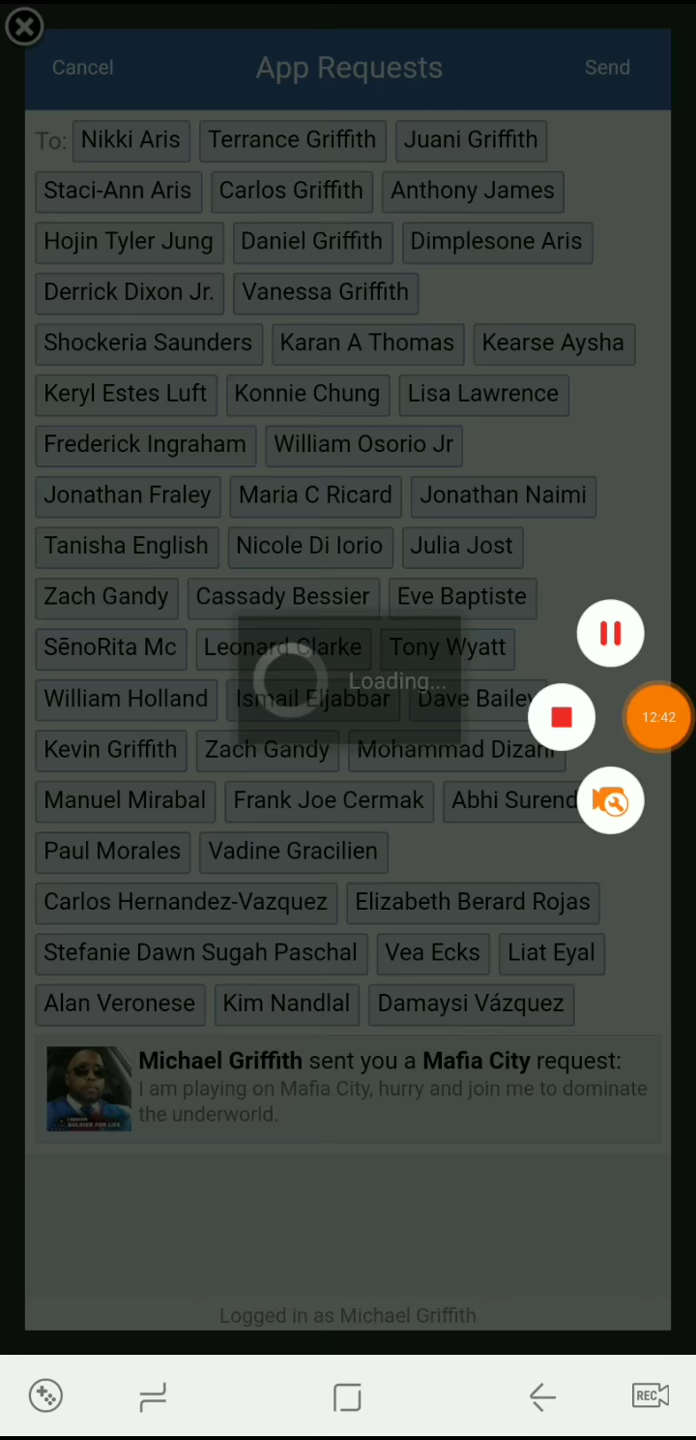 Cancel App Requests Send
To: Nikki Aris Terrance Griffith Juani Griffith
Staci-Ann Aris Carlos Griffith Anthony James
Hojin Tyler Jung Daniel Griffith Dimplesone Aris
Derrick Dixon Jr. Vanessa Griffith
Shockeria Saunders Karan A Thomas Kearse Aysha
Keryl Estes Luft Konnie Chung Lisa Lawrence
Frederick Ingraham William Osorio Jr
Jonathan Fraley Maria C Ricard Jonathan Naimi
Tanisha English Nicole Di Iorio Julia Jost
Zach Gandy Cassady Bessier Eve Baptiste
SēnoRita Mc Leonard Clarke Tony Wyatt
Loading...
William Holland Ismail Eljabbar Dave Bailey
12:42
Kevin Griffith Zach Gandy Mohammad Dizani
Manuel Mirabal Frank Joe Cermak Abhi Surend
Paul Morales Vadine Gracilien
Carlos Hernandez-Vazquez Elizabeth Berard Rojas
Stefanie Dawn Sugah Paschal Vea Ecks Liat Eyal
Alan Veronese Kim Nandlal Damaysi Vázquez
Michael Griffith sent you a Mafia City request:
I am playing on Mafia City, hurry and join me to dominate
the underworld.
SOLDIER FOR LIFE
Logged in as Michael Griffith
REC